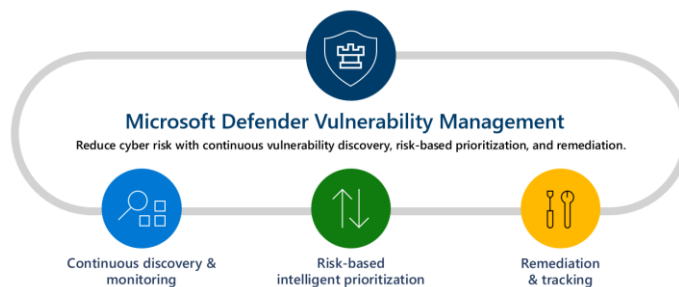 Microsoft Defender Vulnerability Management
Reduce cyber risk with continuous vulnerability discovery, risk-based prioritization, and remediation.
Continuous discovery &
monitoring
Risk-based
intelligent prioritization
Remediation
& tracking